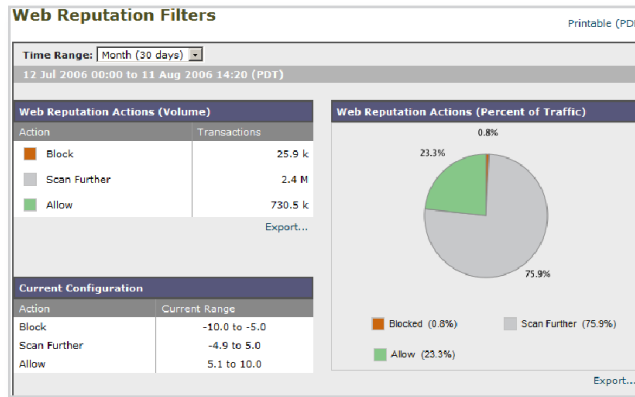 Web Reputation Filters
Printable (PD
Time Range: Month (30 days)
12 Jul 2006 00:00 to 11 Aug 2006 14:20 (PDT)
Web Reputation Actions (Volume)
Action Transactions
Block 25.9 k
Scan Further 2.4 M
Allow 730.5 k
Export...
Current Configuration
Action Current Range
Block -10.0 to -5.0
Scan Further -4.9 to 5.0
Allow 5.1 to 10.0
Web Reputation Actions (Percent of Traffic)
0.8%
23.3%
75.9%
Blocked (0.8%) Scan Further (75.9%)
Allow (23.3%)
Export...